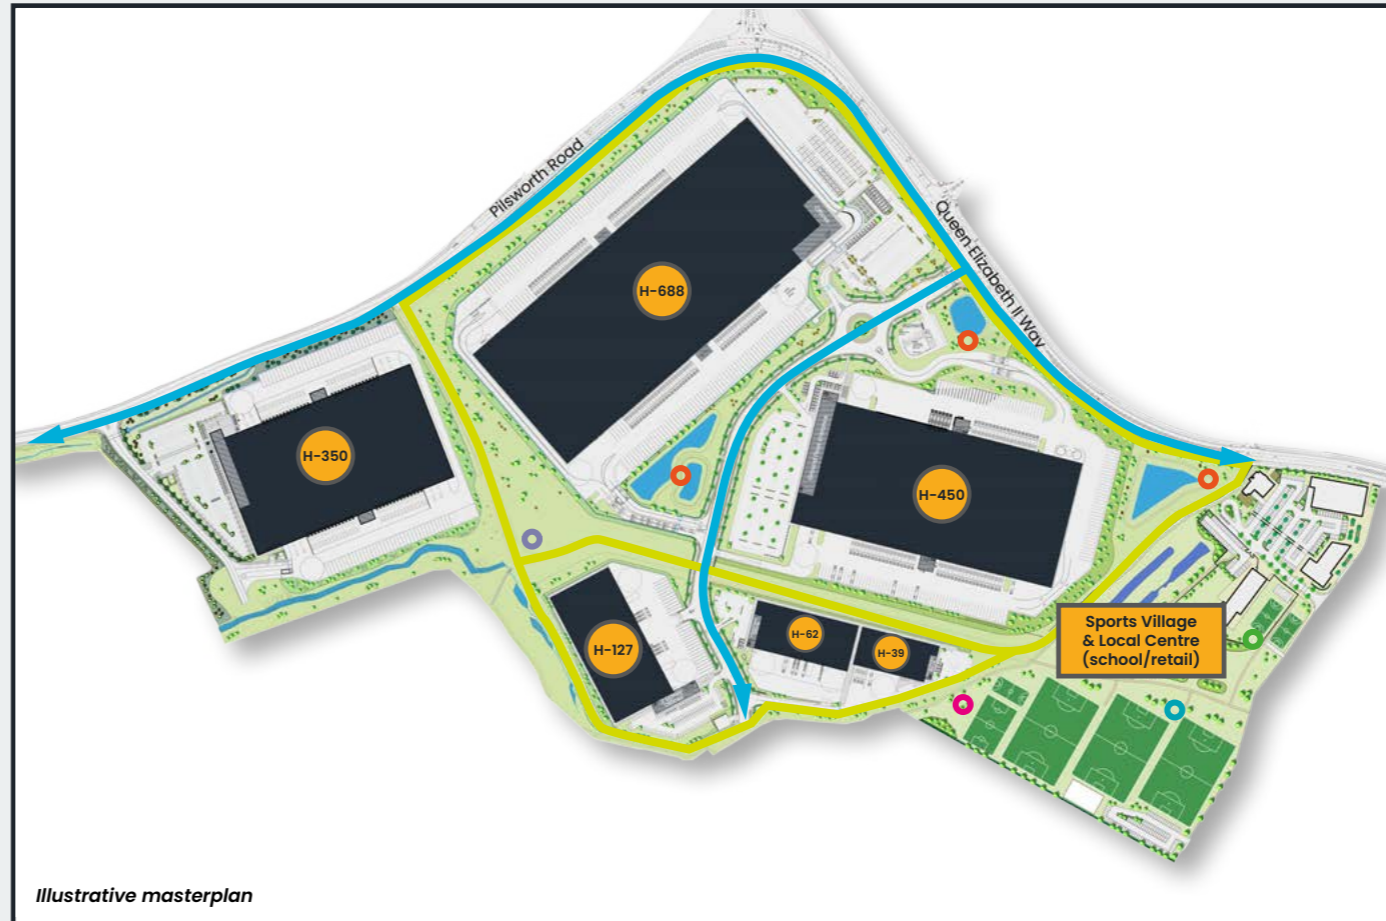 Pilsworth Road
Queen Elizabeth II Way
H-688
H-350
H-450
H-127
H-62
H-39
Sports Village
& Local Centre
(school/retail)
Illustrative masterplan